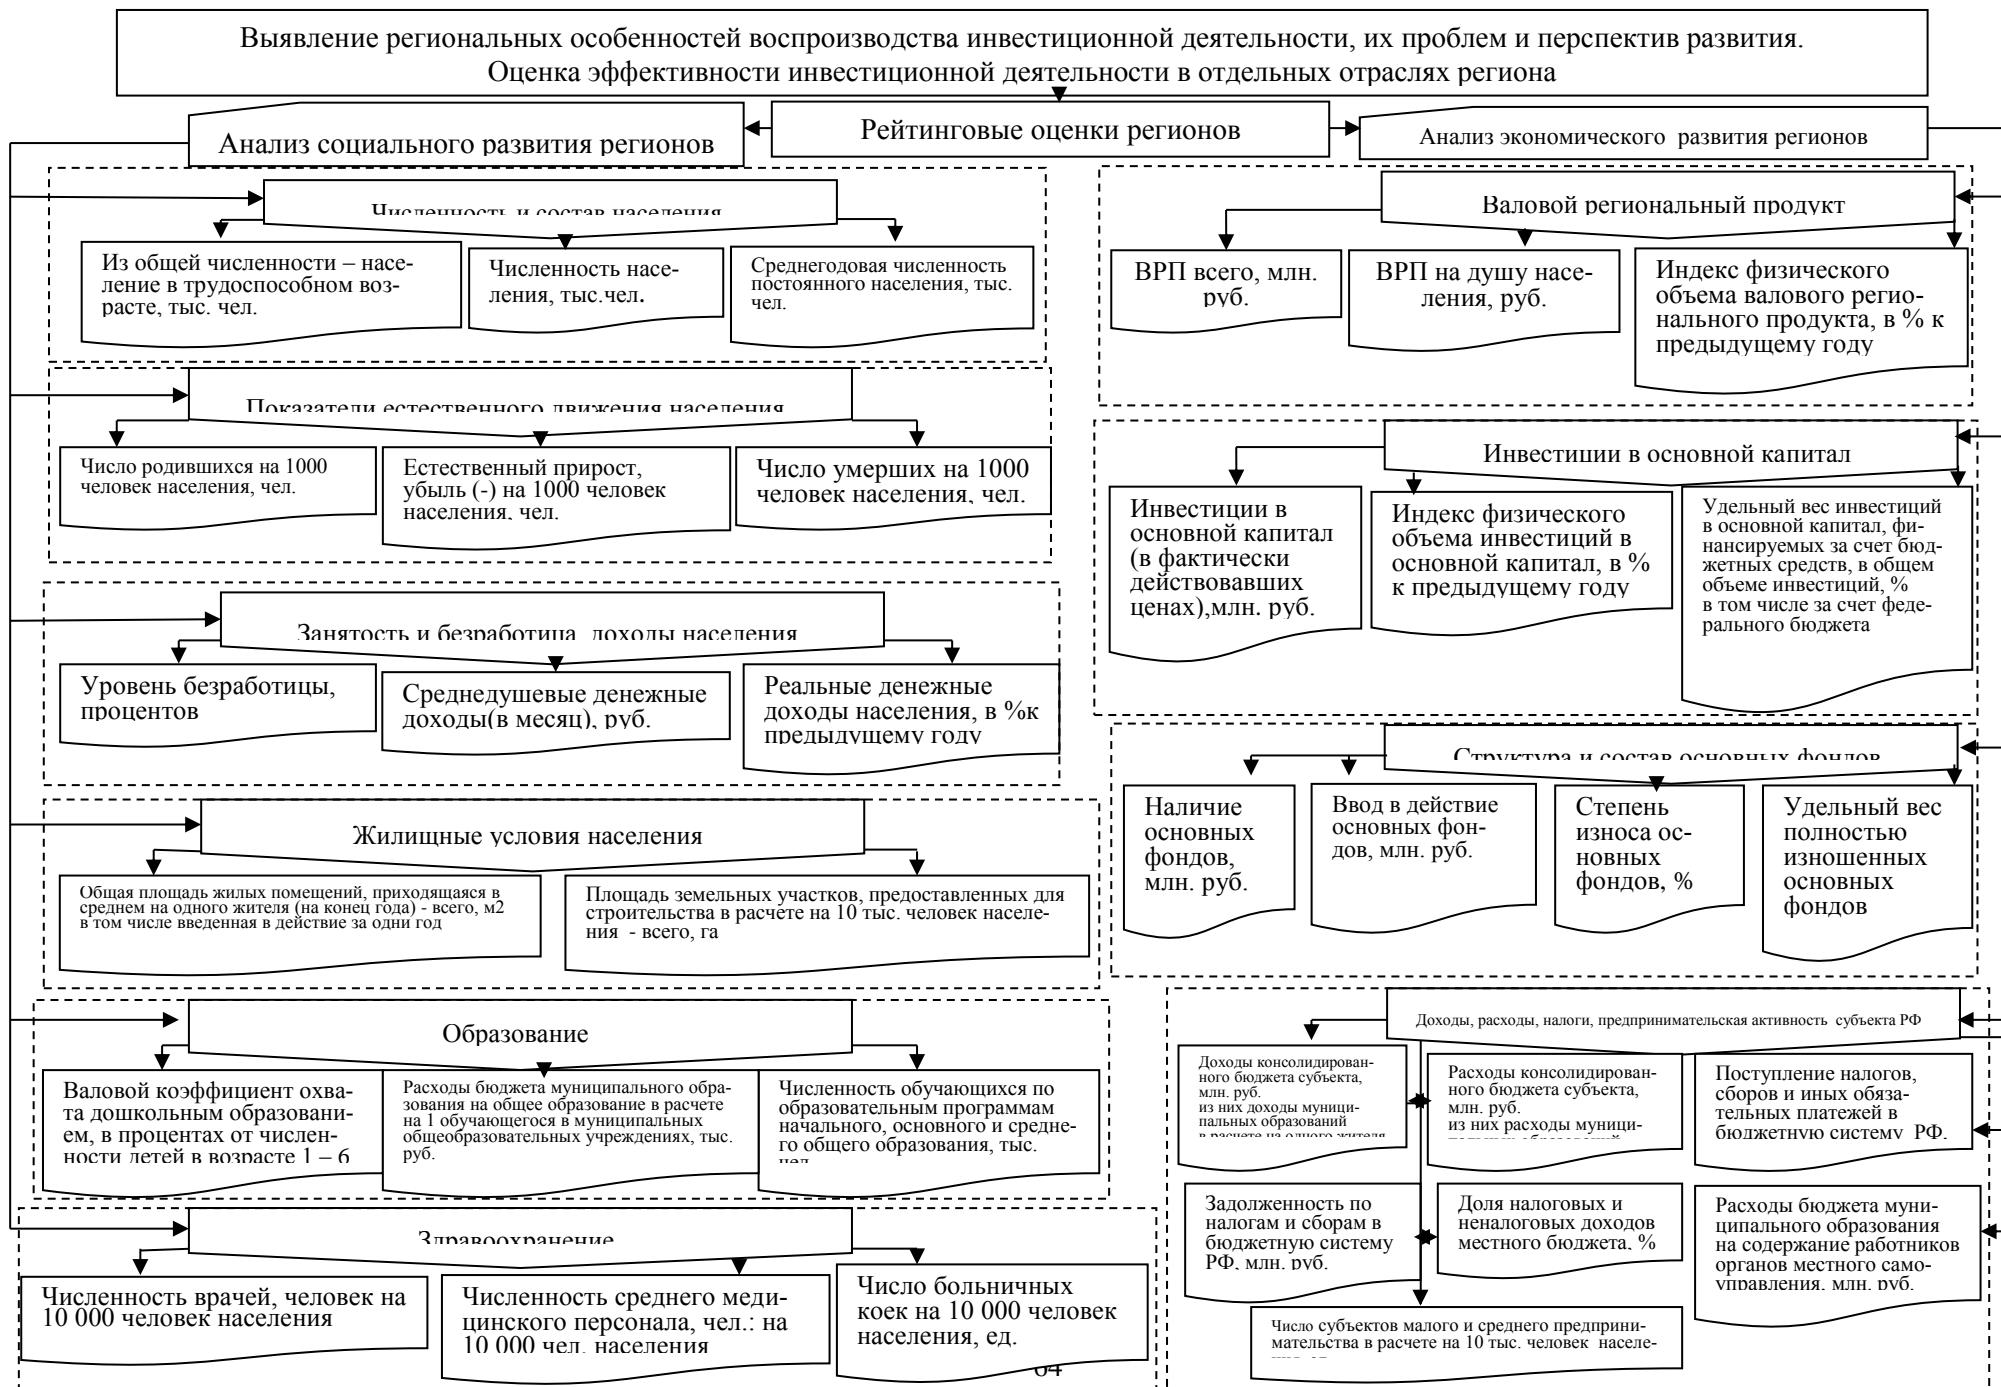 Выявление региональных особенностей воспроизводства инвестиционной деятельности, их проблем и перспектив развития.
Оценка эффективности инвестиционной деятельности в отдельных отраслях региона
Рейтинговые оценки регионов
Анализ социального развития регионов
Численность и состав населения
Из общей численности – насе-
ление в трудоспособном воз-
расте, тыс. чел.
Численность насе-
ления, тыс.чел.
Среднегодовая численность
постоянного населения, тыс.
чел.
Показатели естественного движения населения
Число родившихся на 1000
человек населения, чел.
Естественный прирост,
убыль (-) на 1000 человек
населения, чел.
Число умерших на 1000
человек населения, чел.
Занятость и безработица доходы населения
Уровень безработицы,
процентов
Среднедушевые денежные
доходы(в месяц), руб.
Реальные денежные
доходы населения, в %к
предыдущему году
Жилищные условия населения
Общая площадь жилых помещений, приходящаяся в
среднем на одного жителя (на конец года) - всего, м2
в том числе введенная в действие за одни год
Площадь земельных участков, предоставленных для
строительства в расчете на 10 тыс. человек населе-
ния - всего, га
Образование
Валовой коэффициент охва-
та дошкольным образовани-
ем, в процентах от числен-
ности детей в возрасте 1 – 6
Расходы бюджета муниципального обра-
зования на общее образование в расчете
на 1 обучающегося в муниципальных
общеобразовательных учреждениях, тыс.
руб.
Численность обучающихся по
образовательным программам
начального, основного и средне-
го общего образования, тыс.
чел
Здравоохранение
Численность врачей, человек на
10 000 человек населения
Численность среднего меди-
цинского персонала, чел.: на
10 000 чел. населения
Число больничных
коек на 10 000 человек
населения, ед.
64
Анализ экономического развития регионов
Валовой региональный продукт
ВРП всего, млн.
руб.
ВРП на душу насе-
ления, руб.
Индекс физического
объема валового регио-
нального продукта, в % к
предыдущему году
Инвестиции в основной капитал
Инвестиции в
основной капитал
(в фактически
действовавших
ценах),млн. руб.
Индекс физического
объема инвестиций в
основной капитал, в %
к предыдущему году
Удельный вес инвестиций
в основной капитал, фи-
нансируемых за счет бюд-
жетных средств, в общем
объеме инвестиций, %
в том числе за счет феде-
рального бюджета
Структура и состав основных фондов
Наличие
основных
фондов,
млн. руб.
Ввод в действие
основных фон-
дов, млн. руб.
Степень
износа ос-
новных
фондов, %
Удельный вес
полностью
изношенных
основных
фондов
Доходы, расходы, налоги, предпринимательская активность субъекта РФ
Доходы консолидирован-
ного бюджета субъекта,
млн. руб.
из них доходы муници-
пальных образований
в расчете на одного жителя
Расходы консолидирован-
ного бюджета субъекта,
млн. руб.
из них расходы муници-
Поступление налогов,
сборов и иных обяза-
тельных платежей в
бюджетную систему РФ,
Задолженность по
налогам и сборам в
бюджетную систему
РФ, млн. руб.
Доля налоговых и
неналоговых доходов
местного бюджета, %
Расходы бюджета муни-
ципального образования
на содержание работников
органов местного само-
управления, млн. руб.
Число субъектов малого и среднего предприни-
мательства в расчете на 10 тыс. человек населе-